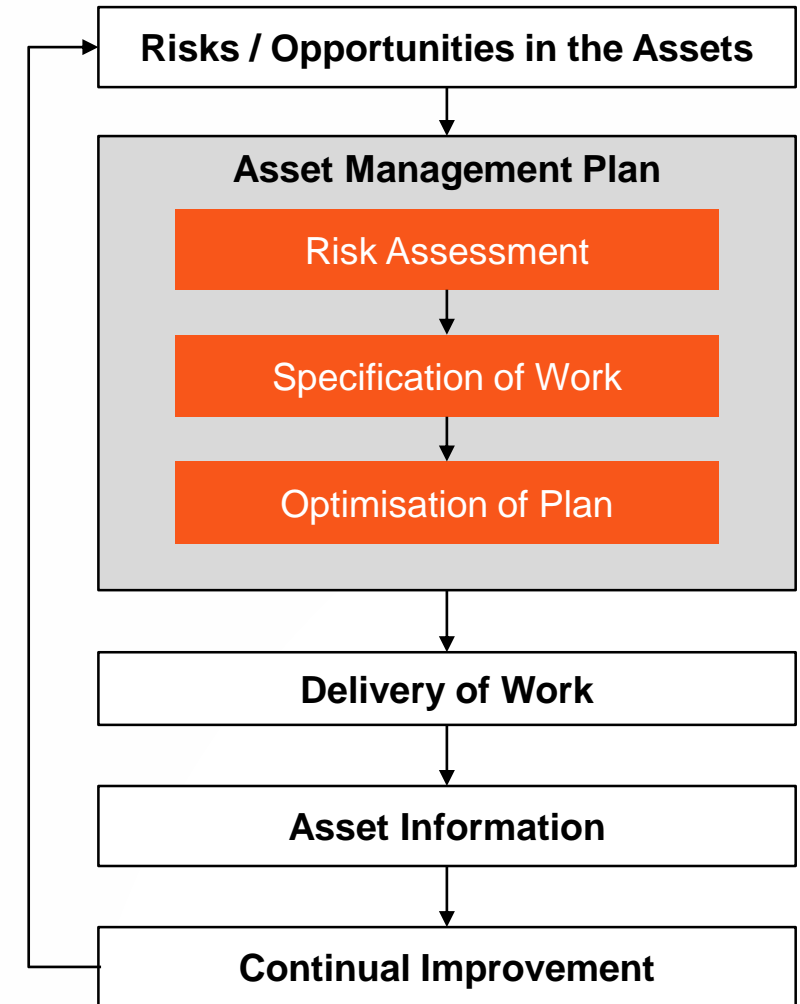 Risks / Opportunities in the Assets
Asset Management Plan
Risk Assessment
Specification of Work
Optimisation of Plan
Delivery of Work
Asset Information
Continual Improvement